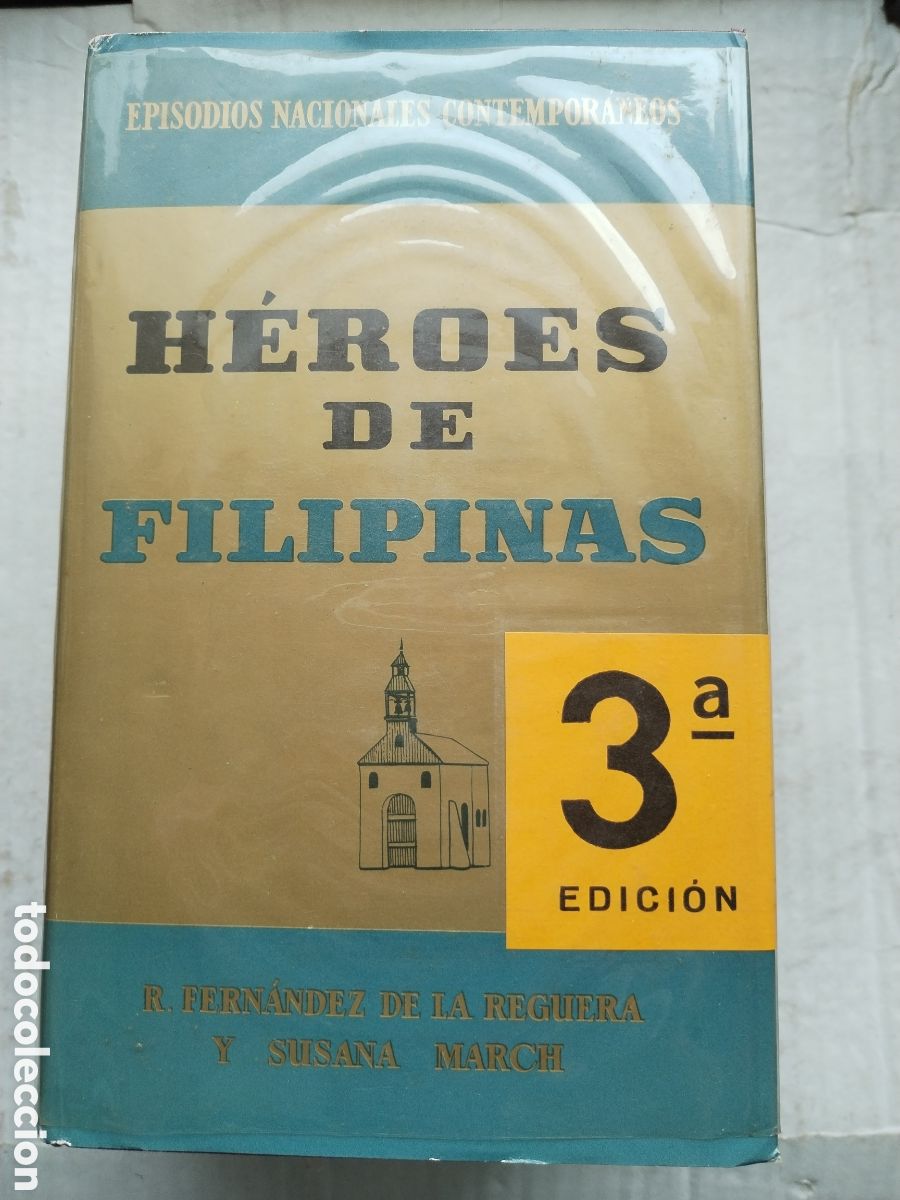 EPISODIOS NACIONALES CONTEMPORANEOS
HÉROES
DE
FILIPINAS
3ª
EDICIÓN
R. FERNÁNDEZ DE LA REGUERA
Y SUSANA MARCH
todocoleccion